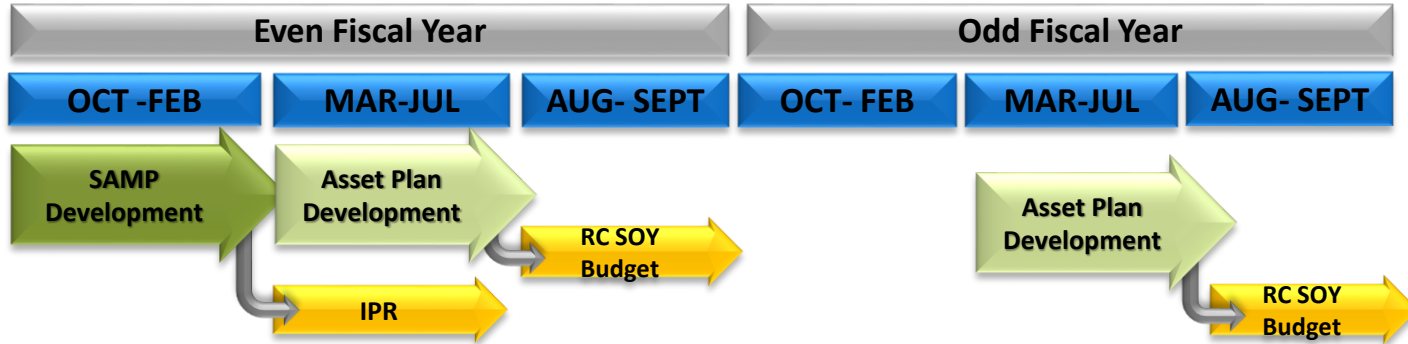 Even Fiscal Year
Odd Fiscal Year
OCT -FEB
MAR-JUL
AUG- SEPT
OCT- FEB
MAR-JUL
AUG- SEPT
SAMP
Development
Asset Plan
Development
RC SOY
Budget
IPR
Asset Plan
Development
RC SOY
Budget